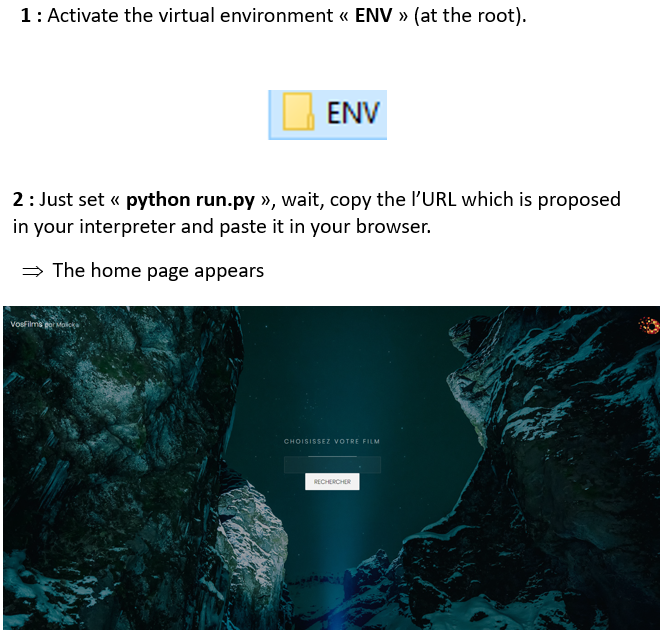 1 : Activate the virtual environment « ENV » (at the root).
ENV
2 : Just set « python run.py », wait, copy the l’URL which is proposed
in your interpreter and paste it in your browser.
⇒ The home page appears
VosFilms par Malicks
CHOISISSEZ VOTRE FILM
RECHERCHER